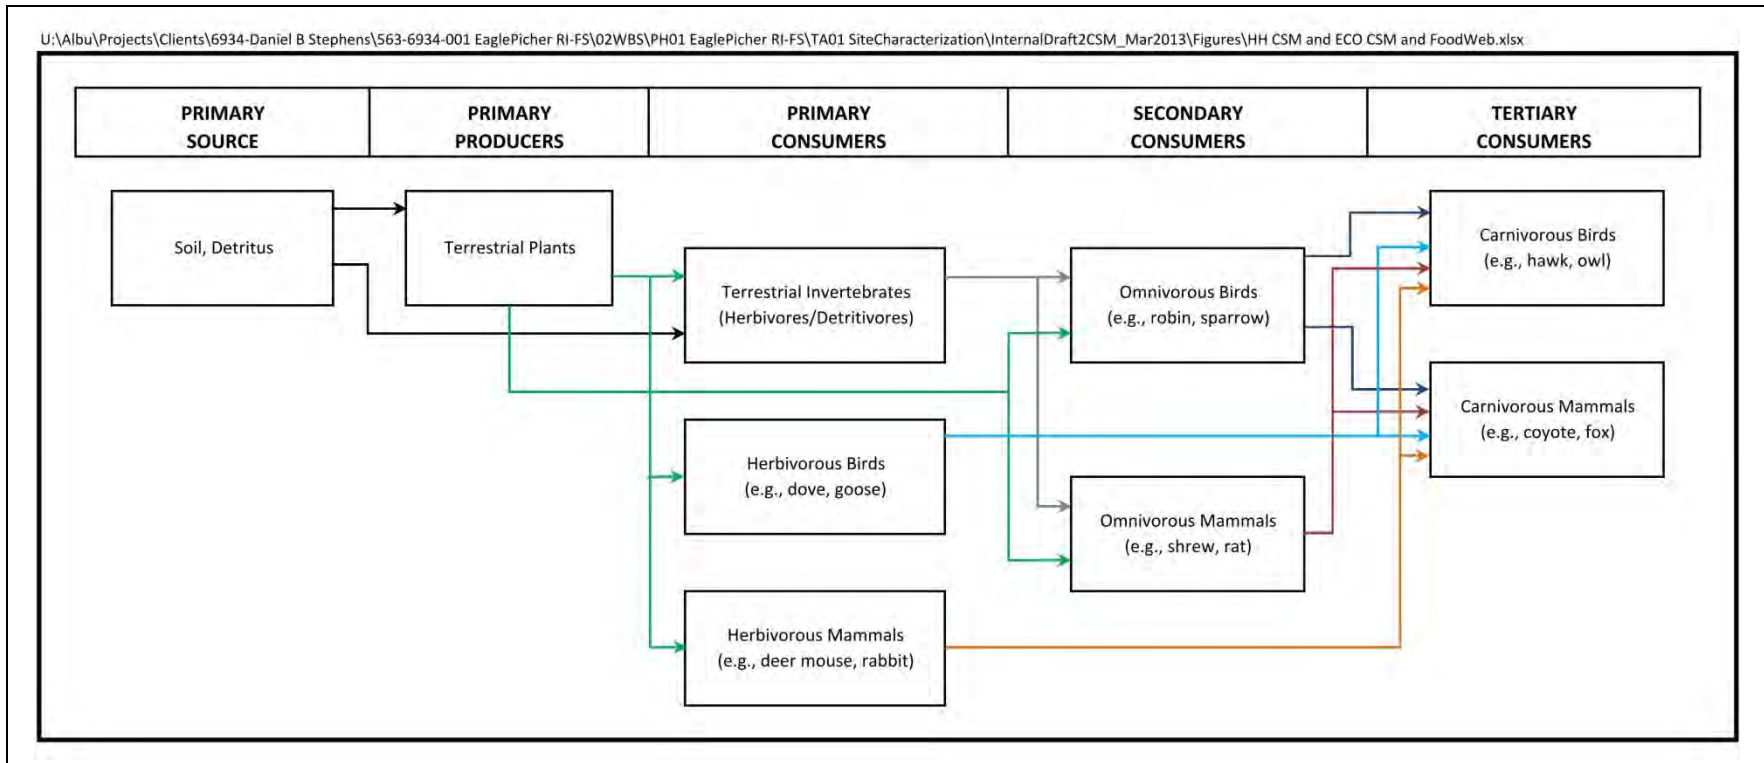 U:\Albu\Projects\Clients\6934-Daniel B Stephens\563-6934-001 EaglePicher RI-FS\02WBS\PH01 EaglePicher RI-FS\TA01 SiteCharacterization\InternalDraft2CSM_Mar2013\Figures\HH CSM and ECO CSM and FoodWeb.xlsx
PRIMARY
SOURCE
PRIMARY
PRODUCERS
PRIMARY
CONSUMERS
SECONDARY
CONSUMERS
TERTIARY
CONSUMERS
Soil, Detritus
Terrestrial Plants
Terrestrial Invertebrates
(Herbivores/Detritivores)
Herbivorous Birds
(e.g., dove, goose)
Herbivorous Mammals
(e.g., deer mouse, rabbit)
Omnivorous Birds
(e.g., robin, sparrow)
Omnivorous Mammals
(e.g., shrew, rat)
Carnivorous Birds
(e.g., hawk, owl)
Carnivorous Mammals
(e.g., coyote, fox)